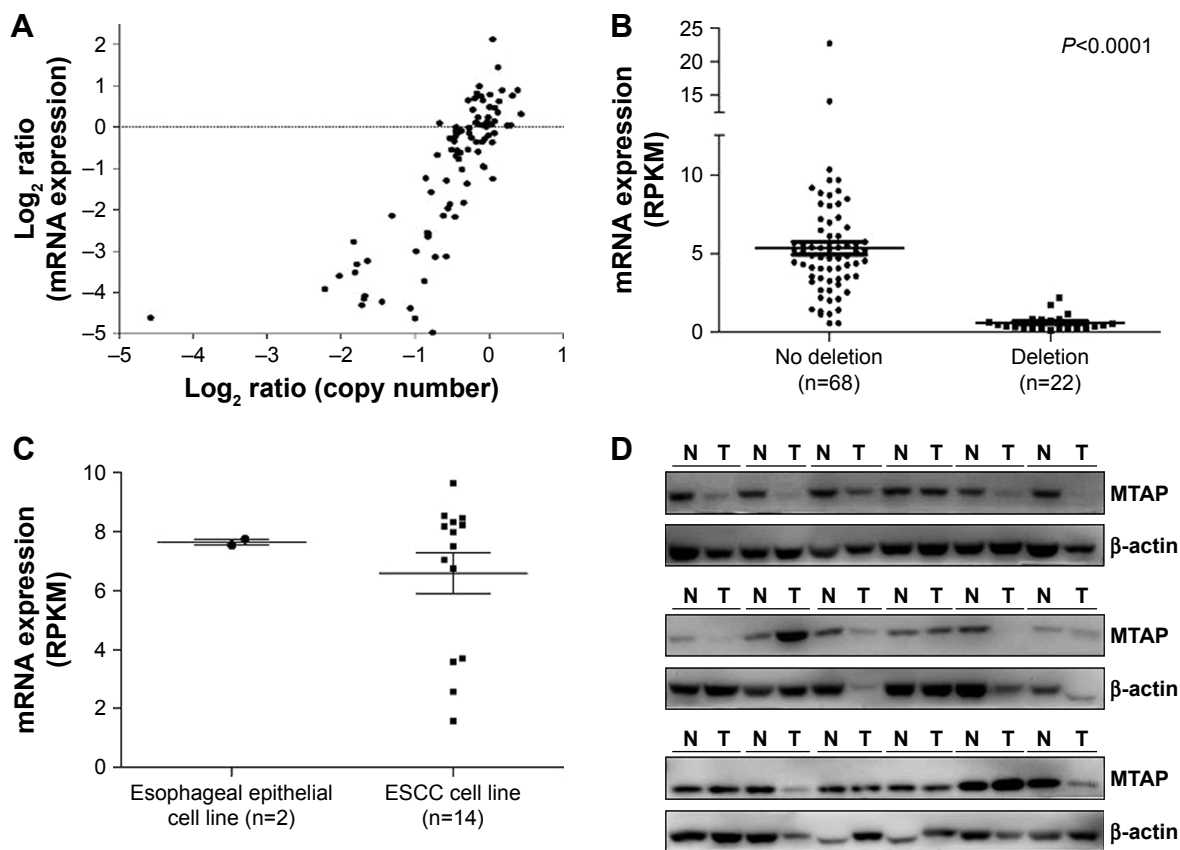 A
Log2 ratio
(mRNA expression)
2
1
0
–1
–2
–3
–4
–5
–5
–4
–3
–2
–1
0
1
Log2 ratio (copy number)
B
mRNA expression
(RPKM)
25
20
15
10
5
0
P<0.0001
No deletion
(n=68)
Deletion
(n=22)
C
mRNA expression
(RPKM)
10
8
6
4
2
0
Esophageal epithelial
cell line (n=2)
ESCC cell line
(n=14)
D
N T N T N T N T N T N T
MTAP
β-actin
N T N T N T N T N T N T
MTAP
β-actin
N T N T N T N T N T N T
MTAP
β-actin